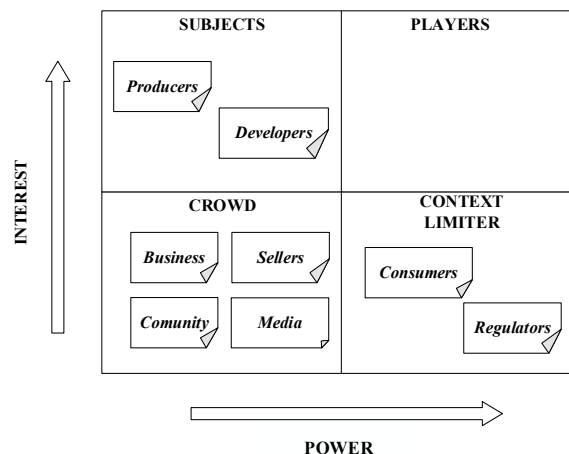 SUBJECTS
PLAYERS
Producers
Developers
INTEREST
CROWD
CONTEXT
LIMITER
Business
Sellers
Consumers
Comunity
Media
Regulators
POWER